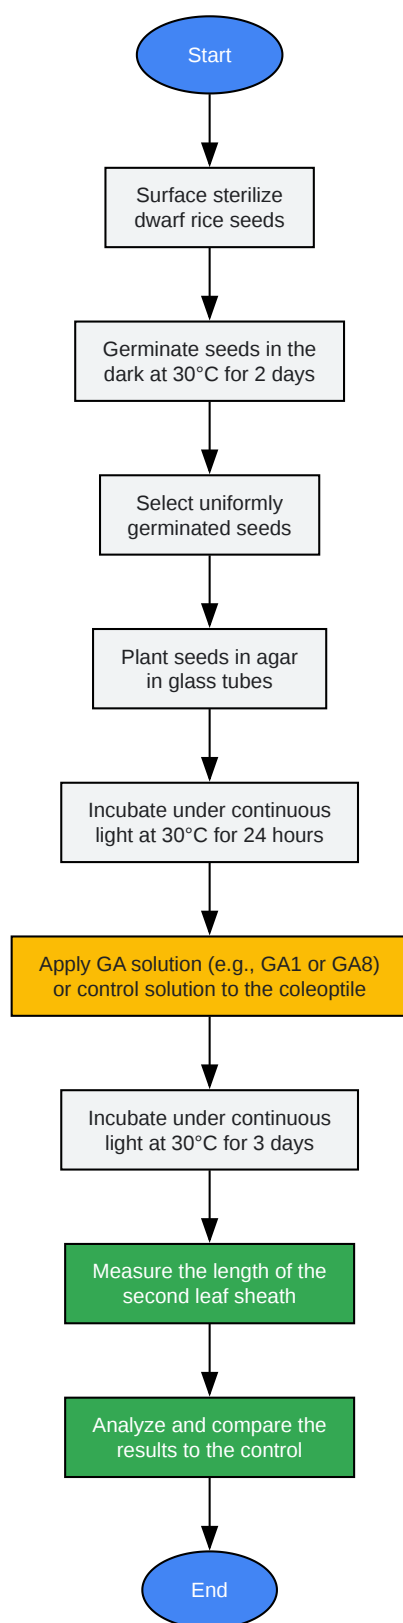 Start
Surface sterilize
dwarf rice seeds
Germinate seeds in the
dark at 30°C for 2 days
Select uniformly
germinated seeds
Plant seeds in agar
in glass tubes
Incubate under continuous
light at 30°C for 24 hours
Apply GA solution (e.g., GA1 or GA8)
or control solution to the coleoptile
Incubate under continuous
light at 30°C for 3 days
Measure the length of the
second leaf sheath
Analyze and compare the
results to the control
End